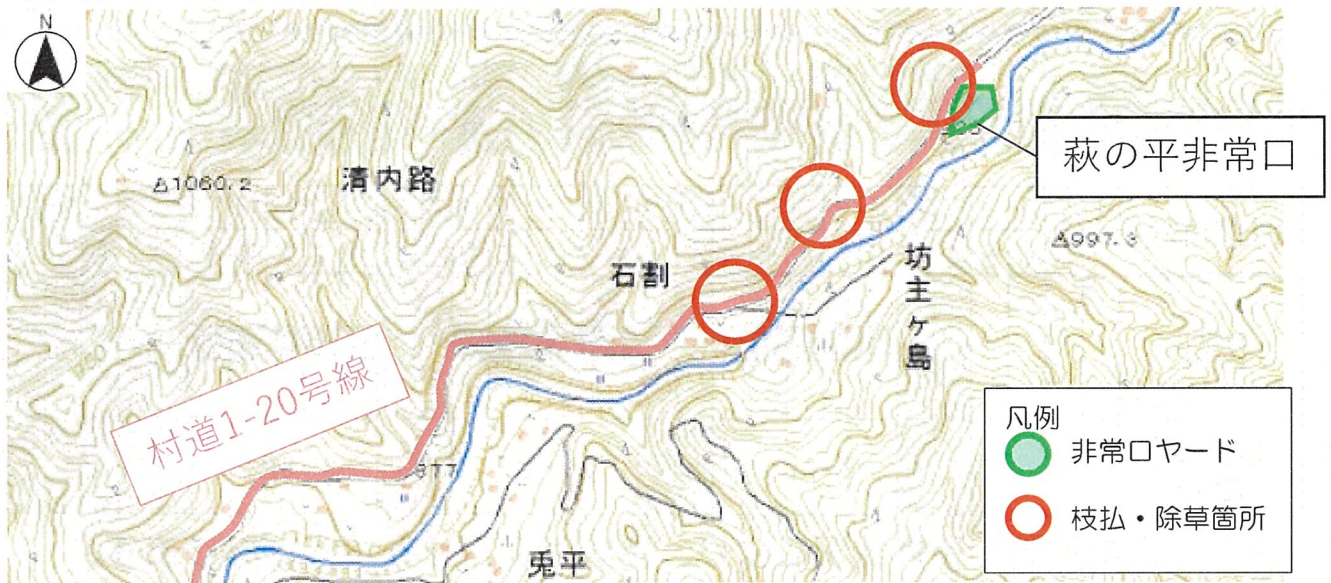 N
△1060.2
清内路
萩の平非常口
△997.3
石割
坊主ヶ島
村道1-20号線
977
兎平
凡例
非常口ヤード
枝払・除草箇所